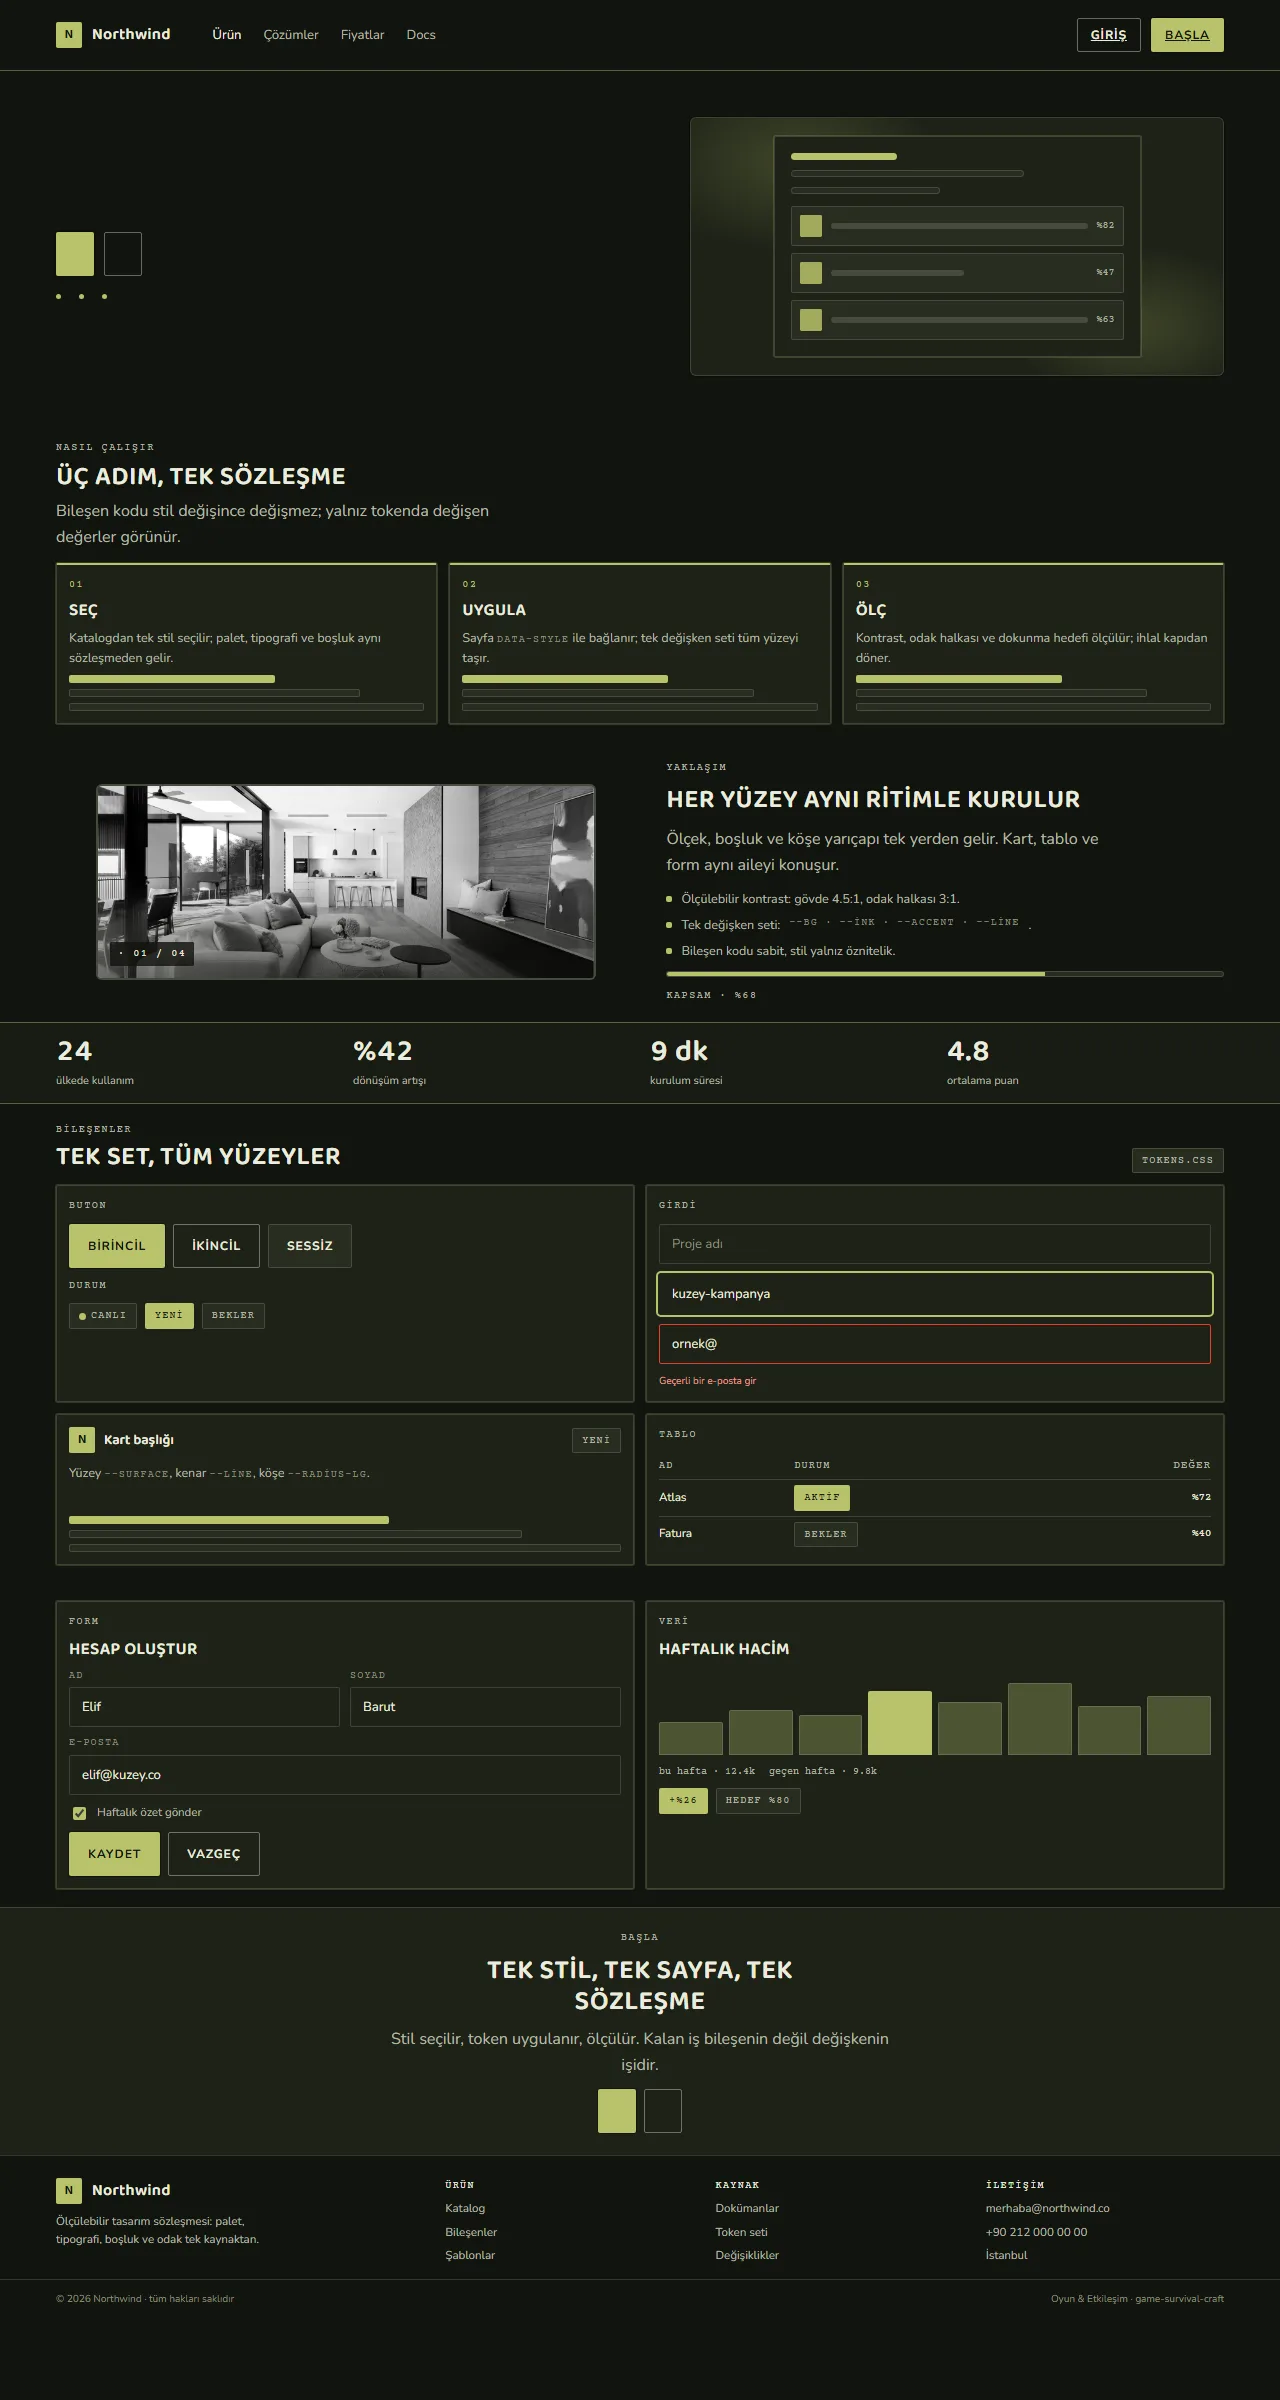 N Northwind Ürün Çözümler Fiyatlar Docs GİRİŞ BAŞLA
%82
%47
%63
NASIL ÇALIŞIR
ÜÇ ADIM, TEK SÖZLEŞME
Bileşen kodu stil değişince değişmez; yalnız tokenda değişen
değerler görünür.
01
SEÇ
Katalogdan tek stil seçilir; palet, tipografi ve boşluk aynı
sözleşmeden gelir.
02
UYGULA
Sayfa DATA-STYLE ile bağlanır; tek değişken seti tüm yüzeyi
taşır.
03
ÖLÇ
Kontrast, odak halkası ve dokunma hedefi ölçülür; ihlal kapıdan
döner.
· 01 / 04
YAKLAŞIM
HER YÜZEY AYNI RİTİMLE KURULUR
Ölçek, boşluk ve köşe yarıçapı tek yerden gelir. Kart, tablo ve
form aynı aileyi konuşur.
Ölçülebilir kontrast: gövde 4.5:1, odak halkası 3:1.
Tek değişken seti: --BG · --İNK · --ACCENT · --LİNE .
Bileşen kodu sabit, stil yalnız öznitelik.
KAPSAM · %68
24
ülkede kullanım
%42
dönüşüm artışı
9 dk
kurulum süresi
4.8
ortalama puan
BİLEŞENLER
TEK SET, TÜM YÜZEYLER
TOKENS.CSS
BUTON
BİRİNCİL İKİNCİL SESSİZ
DURUM
CANLI YENİ BEKLER
GİRDİ
Proje adı
kuzey-kampanya
ornek@
Geçerli bir e-posta gir
N Kart başlığı YENİ
Yüzey --SURFACE, kenar --LİNE, köşe --RADİUS-LG.
TABLO
AD DURUM DEĞER
Atlas AKTİF %72
Fatura BEKLER %40
FORM
HESAP OLUŞTUR
AD SOYAD
Elif Barut
E-POSTA
elif@kuzey.co
Haftalık özet gönder
KAYDET VAZGEÇ
VERİ
HAFTALIK HACİM
bu hafta · 12.4k geçen hafta · 9.8k
+%26 HEDEF %80
BAŞLA
TEK STİL, TEK SAYFA, TEK
SÖZLEŞME
Stil seçilir, token uygulanır, ölçülür. Kalan iş bileşenin değil değişkenin
işidir.
N Northwind
Ölçülebilir tasarım sözleşmesi: palet,
tipografi, boşluk ve odak tek kaynaktan.
ÜRÜN
Katalog
Bileşenler
Şablonlar
KAYNAK
Dokümanlar
Token seti
Değişiklikler
İLETİŞİM
merhaba@northwind.co
+90 212 000 00 00
İstanbul
© 2026 Northwind · tüm hakları saklıdır
Oyun & Etkileşim · game-survival-craft